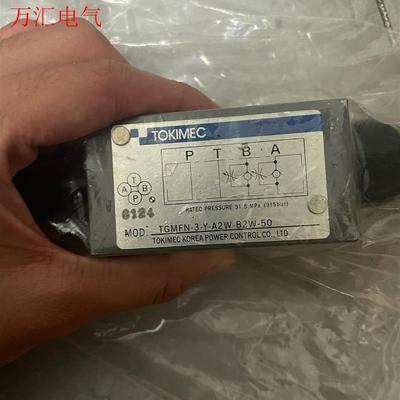 万汇电气
TOKIMEC
P T B A
T
A B
P
6124
RATED PRESSURE 31.5 MPa (315bar)
MOD. TGMFN-3-Y-A2W-B2W-50
TOKIMEC KOREA POWER CONTROL CO., LTD